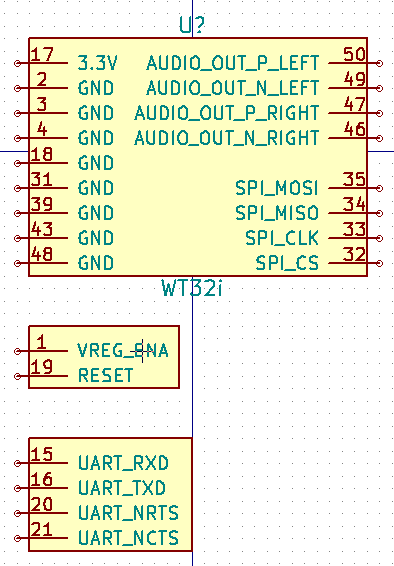 U?
17 3.3V AUDIO_OUT_P_LEFT 50
2 GND AUDIO_OUT_N_LEFT 49
3 GND AUDIO_OUT_P_RIGHT 47
4 GND AUDIO_OUT_N_RIGHT 46
18 GND
31 GND SPI_MOSI 35
39 GND SPI_MISO 34
43 GND SPI_CLK 33
48 GND SPI_CS 32
WT32i
1 VREG_ENA
19 RESET
15 UART_RXD
16 UART_TXD
20 UART_NRTS
21 UART_NCTS